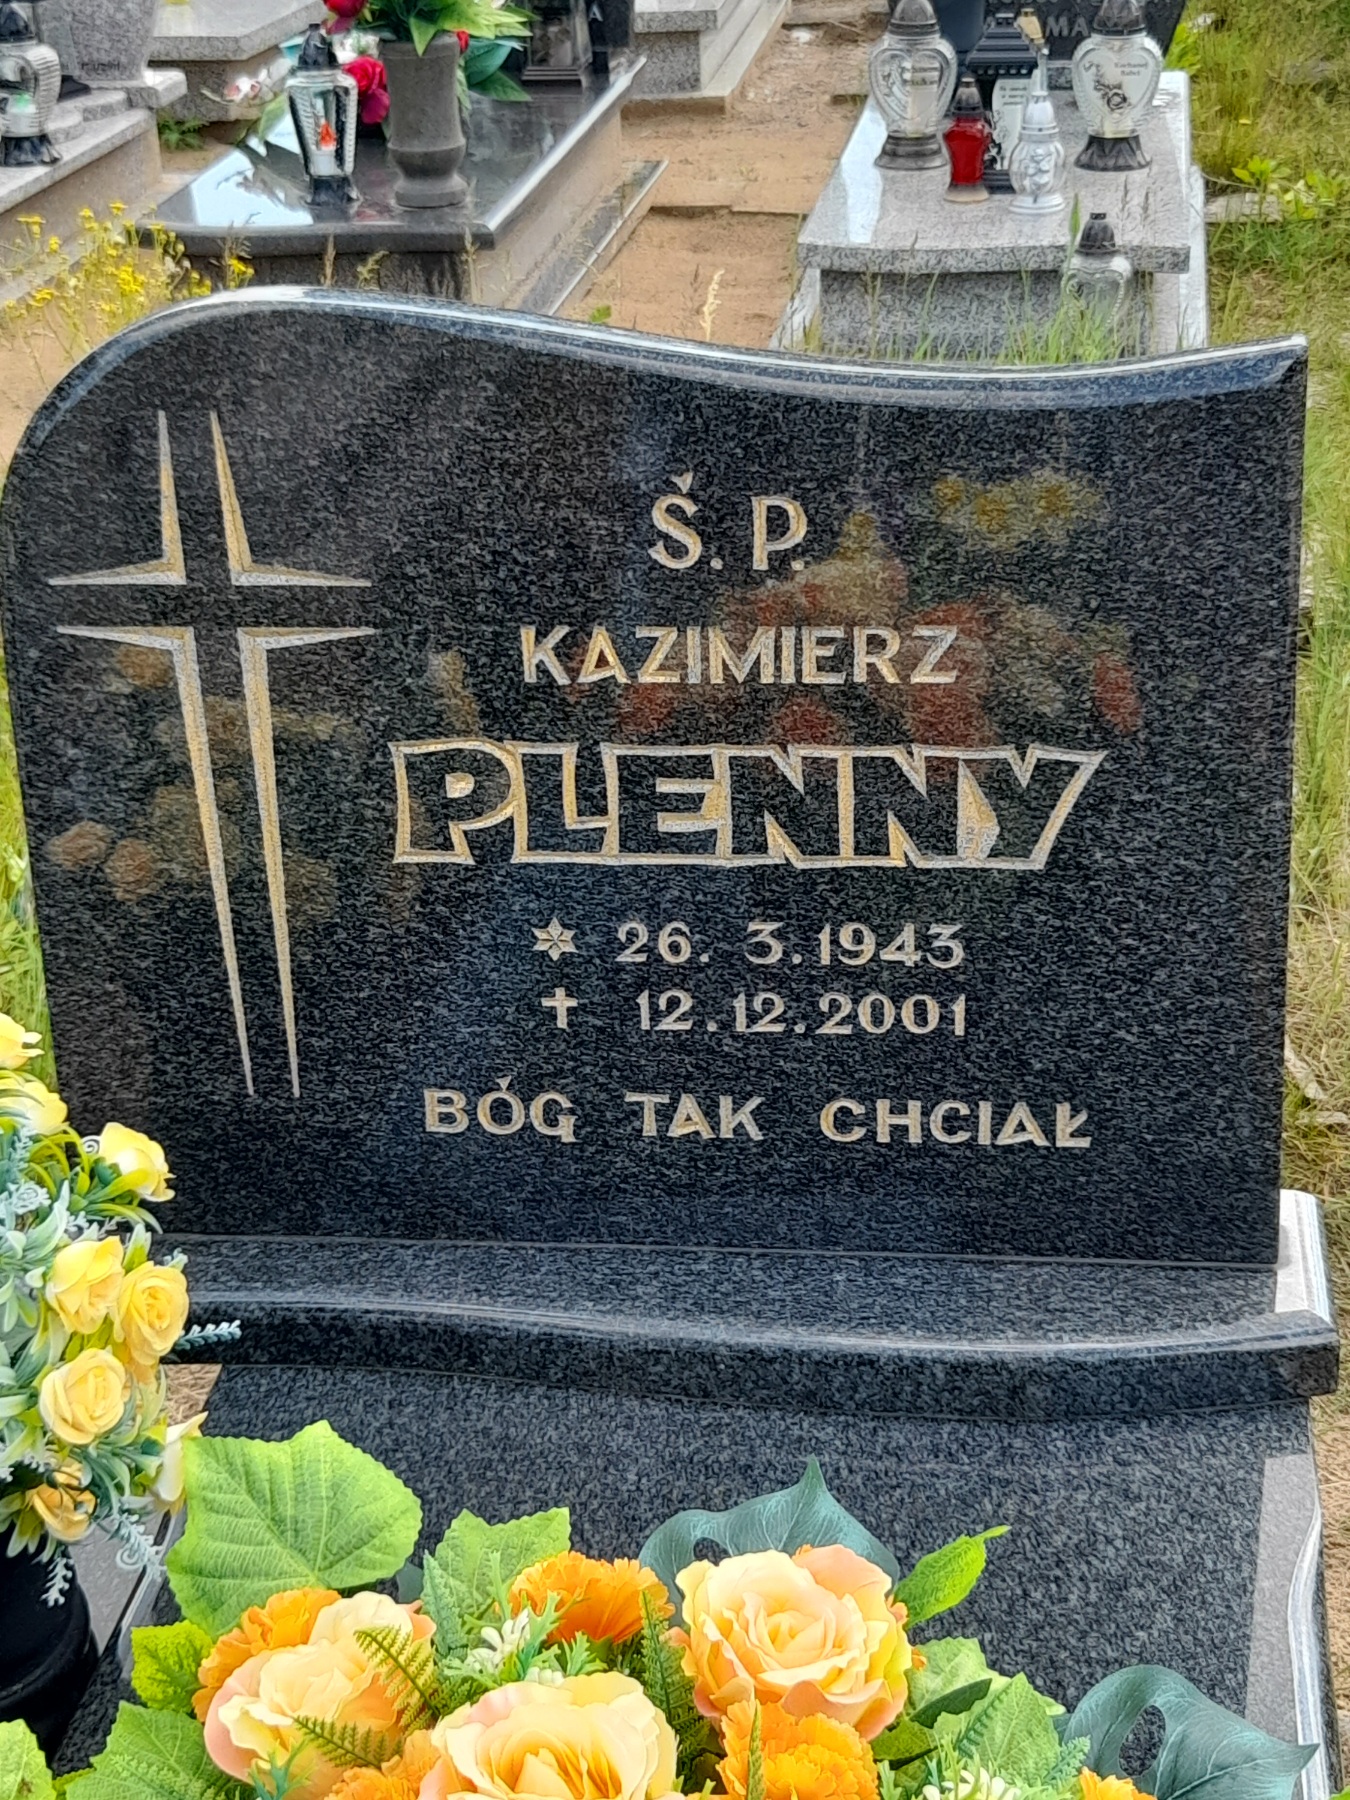 Ś. P.
KAZIMIERZ
PLENNY
* 26. 3. 1943
† 12. 12. 2001
BÓG TAK CHCIAŁ